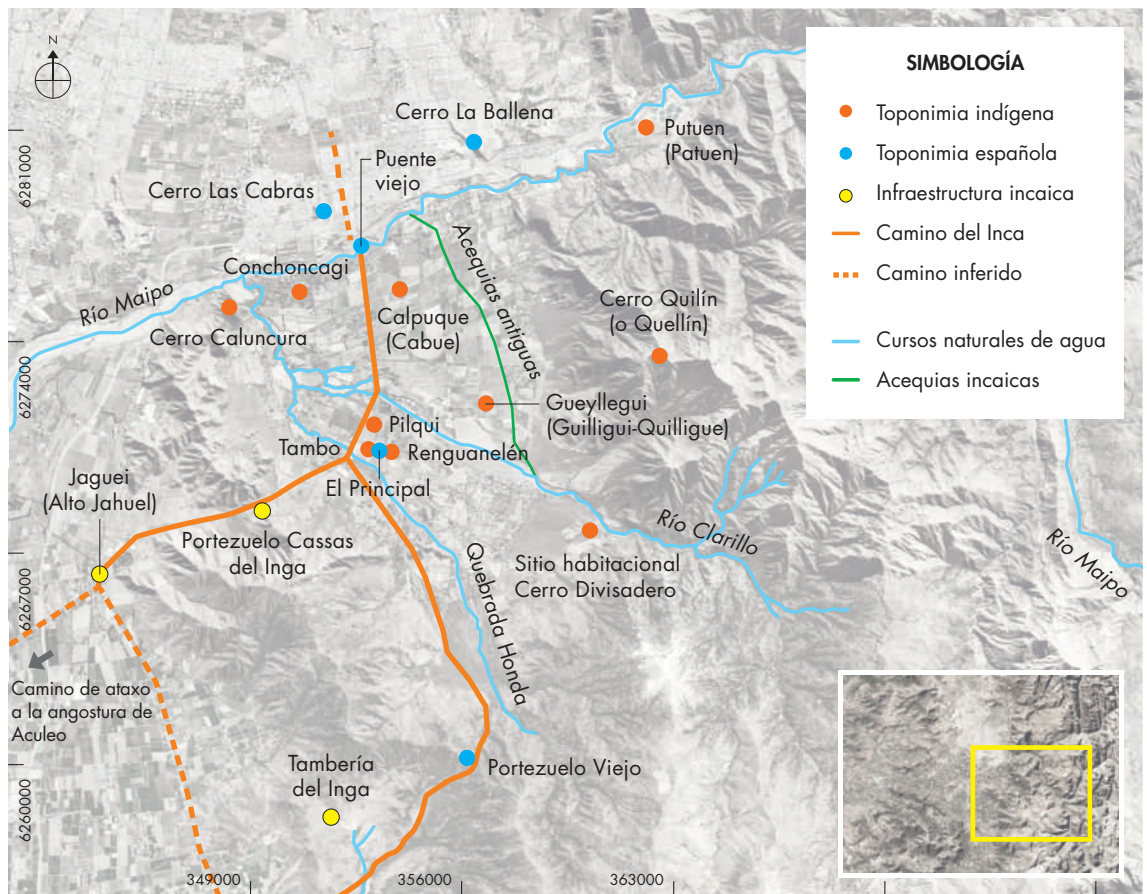 N
SIMBOLOGÍA
Toponimia indígena
Toponimia española
Infraestructura incaica
Camino del Inca
Camino inferido
Cursos naturales de agua
Acequias incaicas
Cerro La Ballena
Putuen
(Patuen)
Puente
viejo
Cerro Las Cabras
Conchoncagi
Río Maipo
Cerro Caluncura
Calpuque
(Cabue)
Acequias antiguas
Cerro Quilín
(o Quellín)
Gueyllegui
(Guilligui-Quilligue)
Pilqui
Tambo
Renguanelén
El Principal
Jaguei
(Alto Jahuel)
Portezuelo Cassas
del Inga
Río Clarillo
Sitio habitacional
Cerro Divisadero
Río Maipo
Quebrada Honda
Camino de ataxo
a la angostura de
Aculeo
Tambería
del Inga
Portezuelo Viejo
6281000
6274000
6267000
6260000
349000
356000
363000